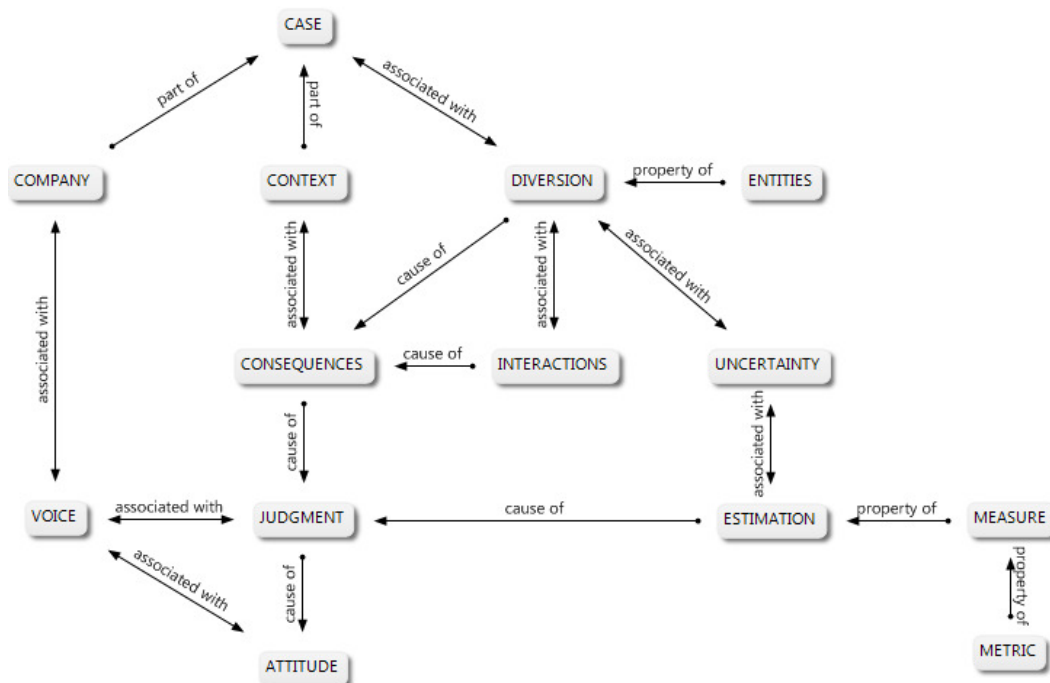 CASE
part of
part of
associated with
COMPANY
CONTEXT
DIVERSION
property of
ENTITIES
associated with
associated with
cause of
associated with
associated with
CONSEQUENCES
cause of
INTERACTIONS
UNCERTAINTY
cause of
associated with
VOICE
associated with
JUDGMENT
cause of
ESTIMATION
property of
MEASURE
associated with
cause of
property of
ATTITUDE
METRIC